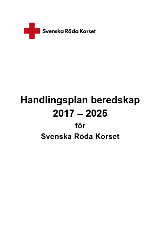 Svenska Röda Korset
Handlingsplan beredskap
2017 – 2025
för
Svenska Röda Korset